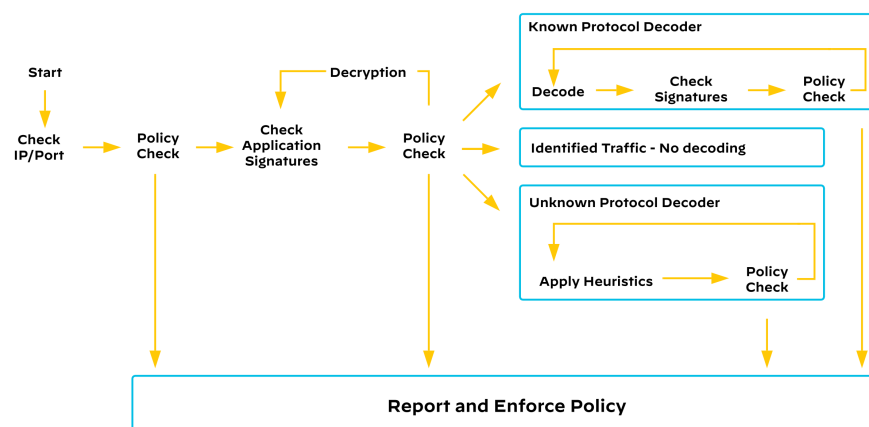 Start
Check
IP/Port
Policy
Check
Decryption
Check
Application
Signatures
Policy
Check
Known Protocol Decoder
Decode
Check
Signatures
Policy
Check
Identified Traffic - No decoding
Unknown Protocol Decoder
Apply Heuristics
Policy
Check
Report and Enforce Policy